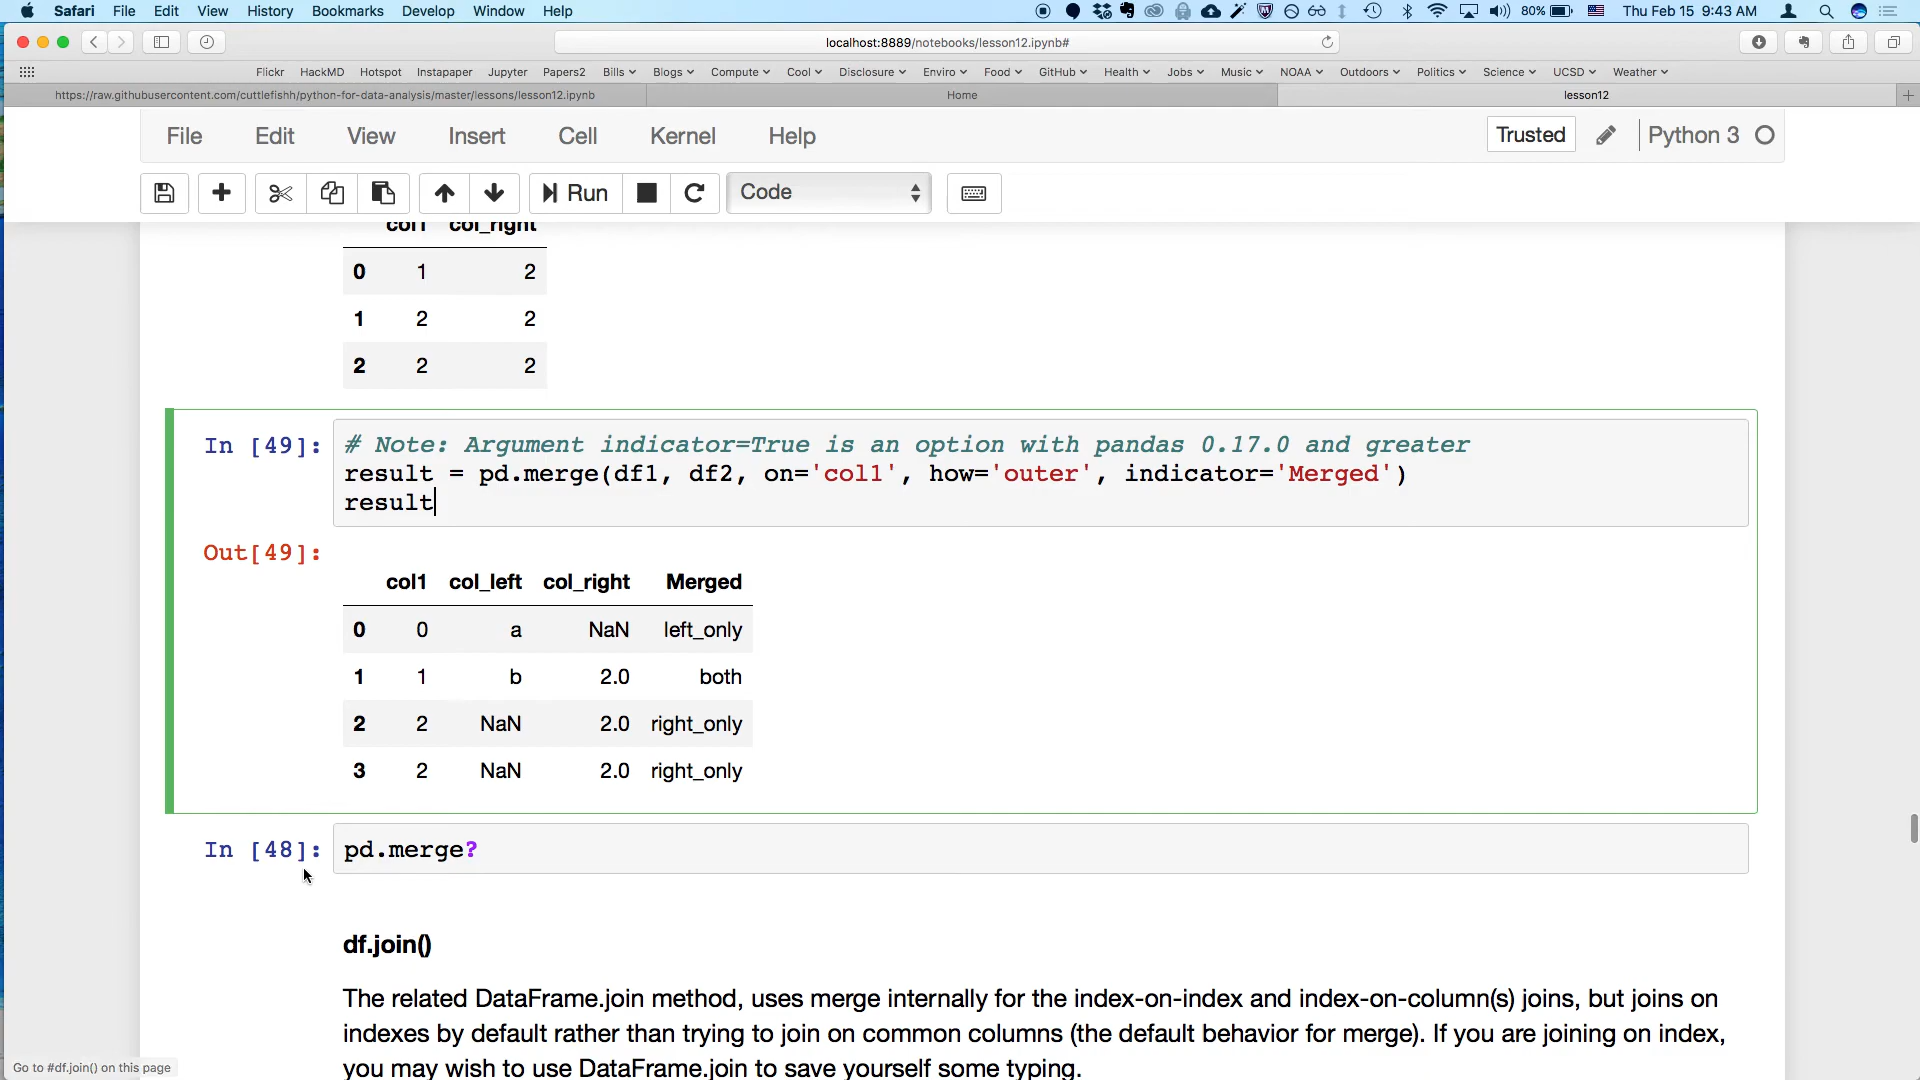 Safari File Edit View History Bookmarks Develop Window Help 80% Thu Feb 15 9:43 AM
localhost:8889/notebooks/lesson12.ipynb#
Flickr HackMD Hotspot Instapaper Jupyter Papers2 Bills Blogs Compute Cool Disclosure Enviro Food GitHub Health Jobs Music NOAA Outdoors Politics Science UCSD Weather
https://raw.githubusercontent.com/cuttlefishh/python-for-data-analysis/master/lessons/lesson12.ipynb Home lesson12
File Edit View Insert Cell Kernel Help Trusted Python 3
Run Code
col1 col_right
0 1 2
1 2 2
2 2 2
In [49]: # Note: Argument indicator=True is an option with pandas 0.17.0 and greater
result = pd.merge(df1, df2, on='col1', how='outer', indicator='Merged')
result
Out[49]:
col1 col_left col_right Merged
0 0 a NaN left_only
1 1 b 2.0 both
2 2 NaN 2.0 right_only
3 2 NaN 2.0 right_only
In [48]: pd.merge?
df.join()
The related DataFrame.join method, uses merge internally for the index-on-index and index-on-column(s) joins, but joins on
indexes by default rather than trying to join on common columns (the default behavior for merge). If you are joining on index,
you may wish to use DataFrame.join to save yourself some typing.
Go to #df.join() on this page